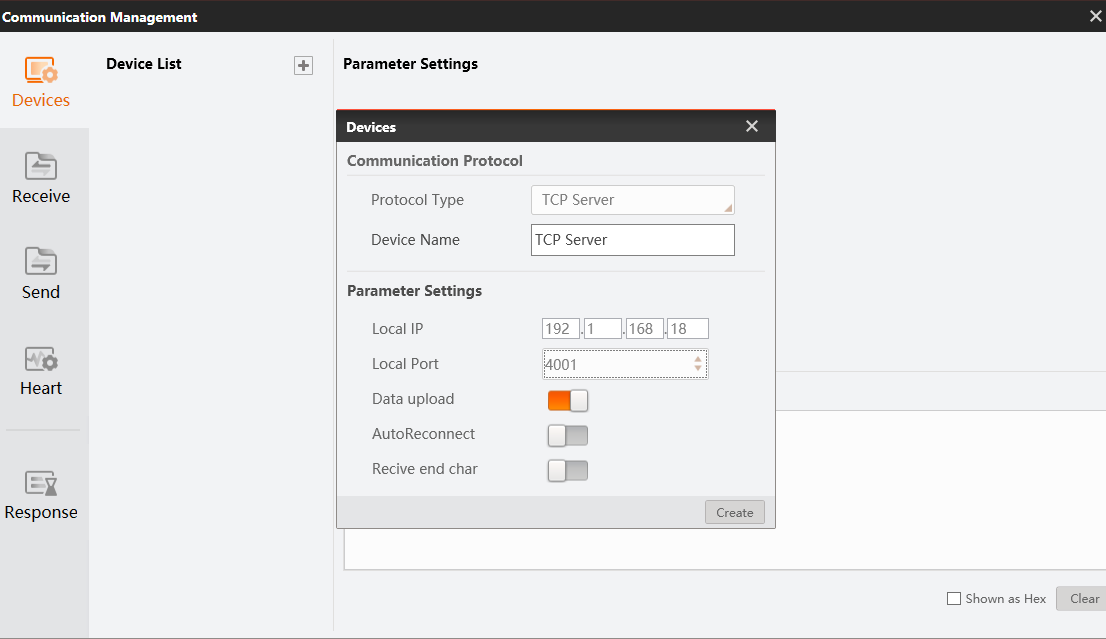 Communication Management
Devices
Receive
Send
Heart
Response
Device List
Parameter Settings
Devices
Communication Protocol
Protocol Type TCP Server
Device Name TCP Server
Parameter Settings
Local IP 192.1.168.18
Local Port 4001
Data upload
AutoReconnect
Recive end char
Create
Shown as Hex Clear